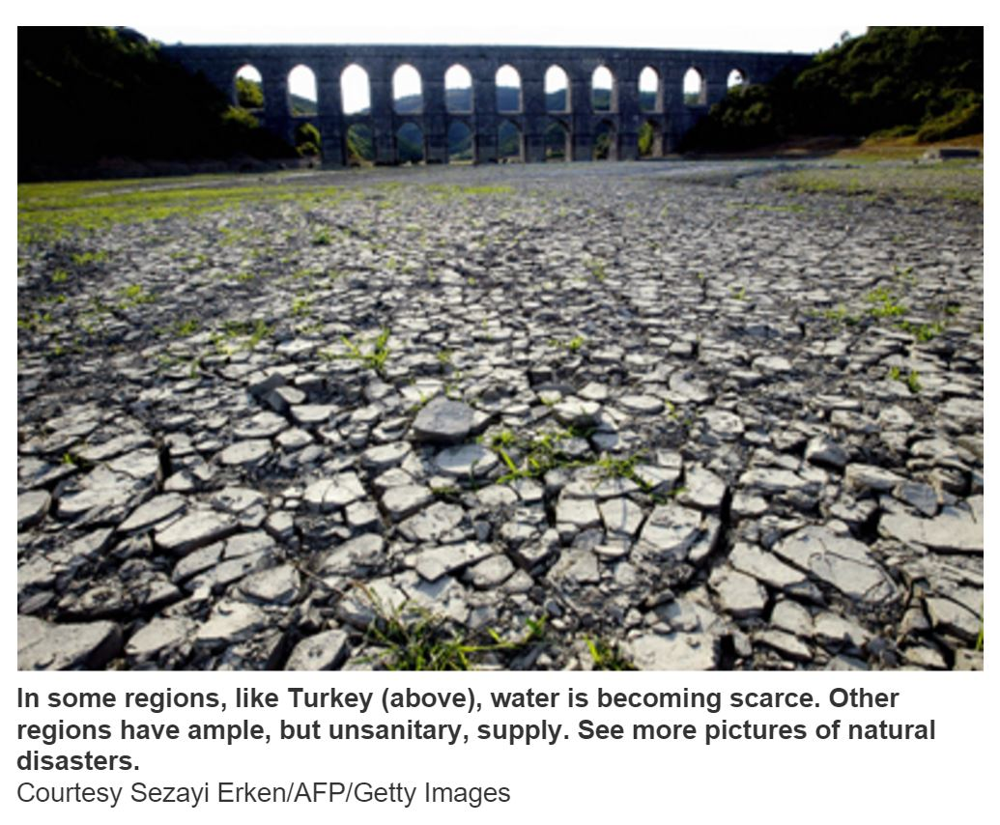 In some regions, like Turkey (above), water is becoming scarce. Other
regions have ample, but unsanitary, supply. See more pictures of natural
disasters.
Courtesy Sezayi Erken/AFP/Getty Images